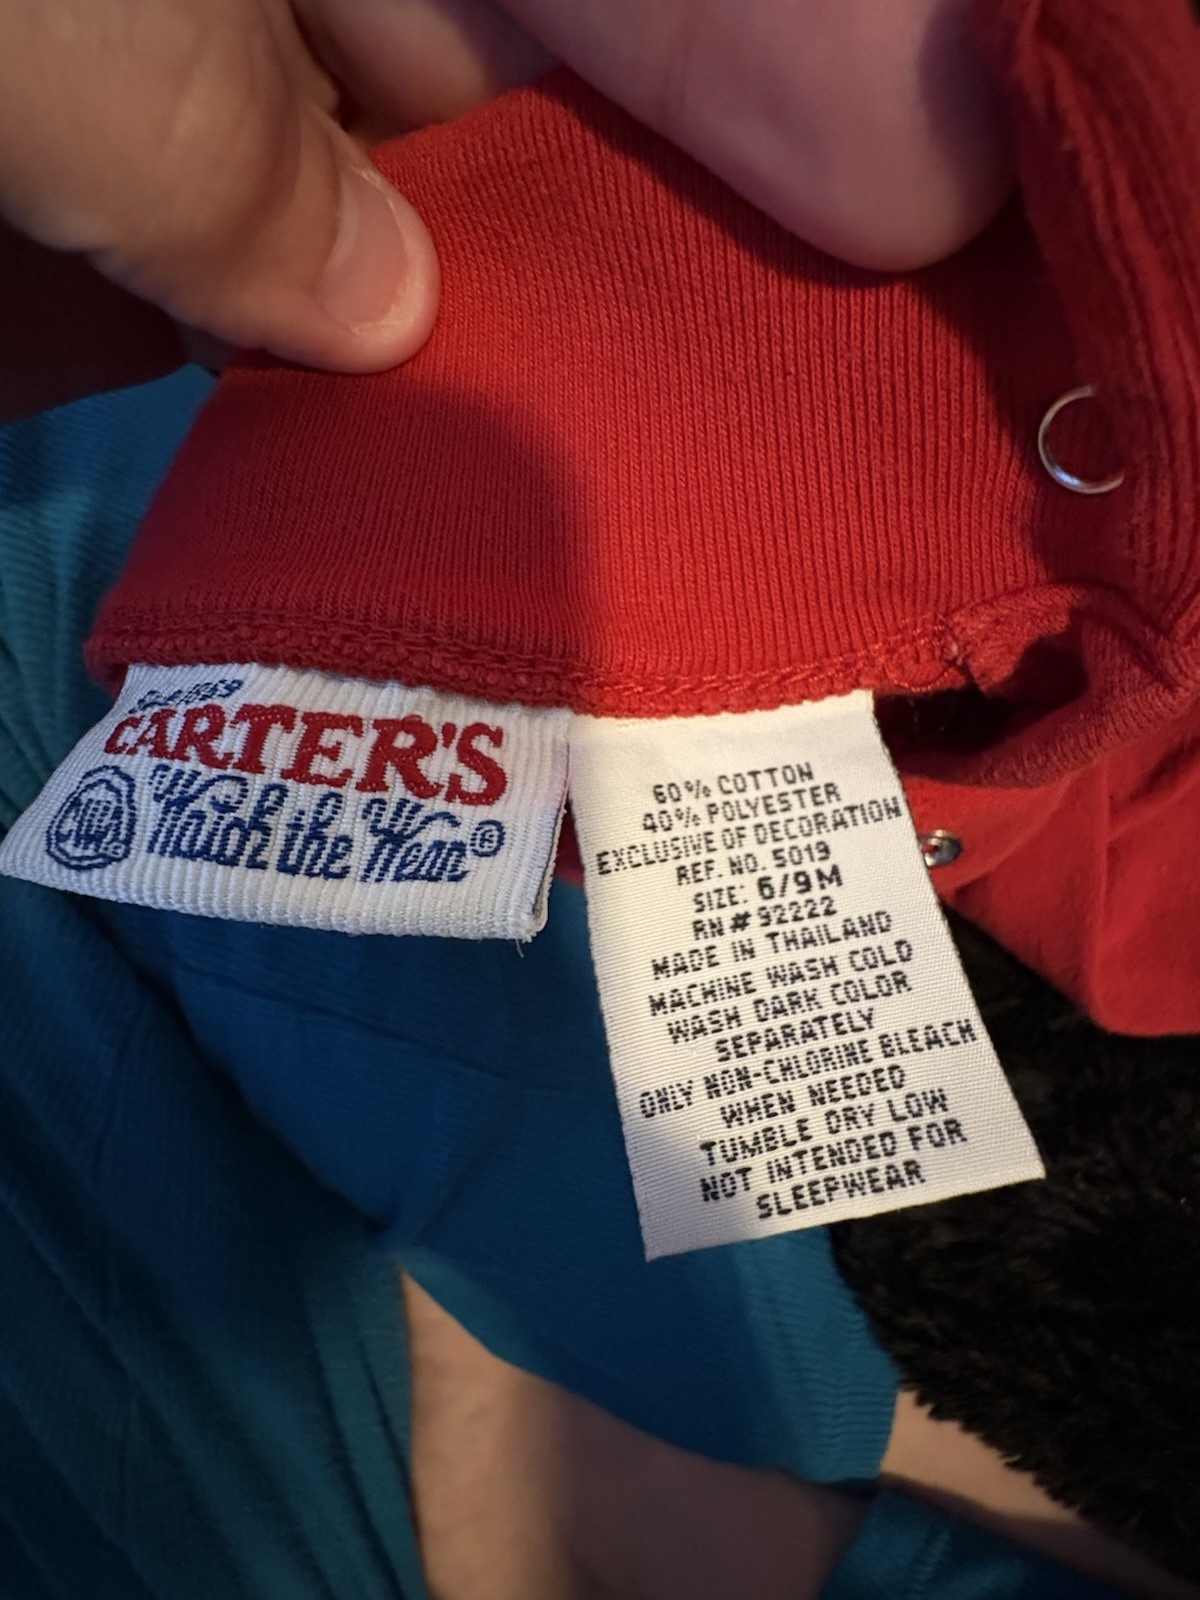 Since 1865
CARTER'S
Watch the Wear®
60% COTTON
40% POLYESTER
EXCLUSIVE OF DECORATION
REF. NO. 5019
SIZE: 6/9M
RN # 92222
MADE IN THAILAND
MACHINE WASH COLD
WASH DARK COLOR
SEPARATELY
ONLY NON-CHLORINE BLEACH
WHEN NEEDED
TUMBLE DRY LOW
NOT INTENDED FOR
SLEEPWEAR